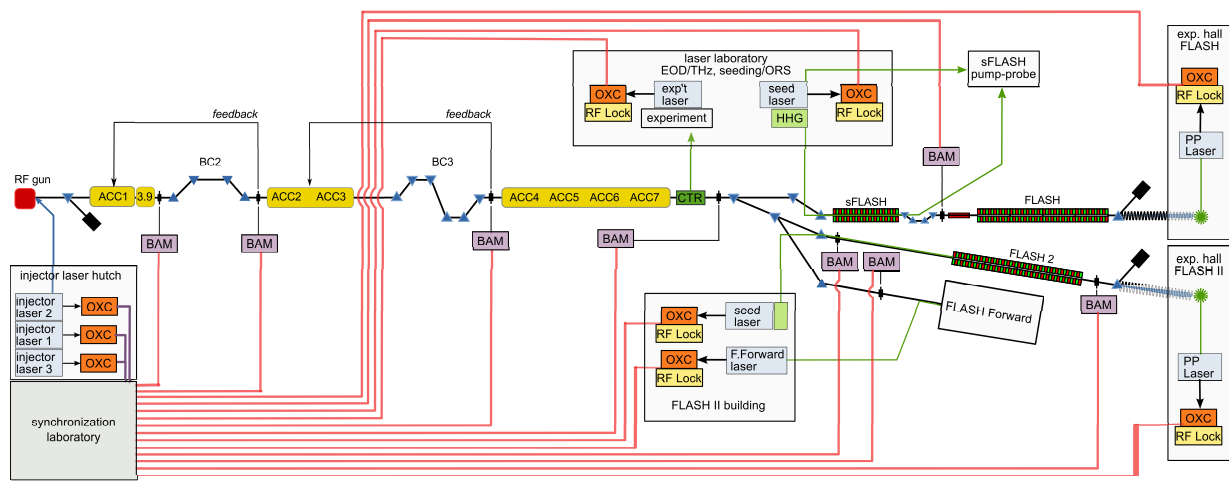 exp. hall
FLASH
laser laboratory
EOD/THz, seeding/ORS
sFLASH
pump-probe
OXC
RF Lock
exp't
laser
experiment
seed
laser
HHG
OXC
RF Lock
OXC
RF Lock
feedback
feedback
PP
Laser
BC2
BC3
BAM
RF gun
ACC1
3.9
ACC2
ACC3
ACC4
ACC5
ACC6
ACC7
CTR
sFLASH
FLASH
BAM
BAM
BAM
BAM
BAM
BAM
FLASH 2
BAM
exp. hall
FLASH II
injector laser hutch
injector
laser 2
OXC
injector
laser 1
OXC
injector
laser 3
OXC
OXC
RF Lock
seed
laser
OXC
RF Lock
F.Forward
laser
FLASH II building
FLASH Forward
PP
Laser
OXC
RF Lock
synchronization
laboratory